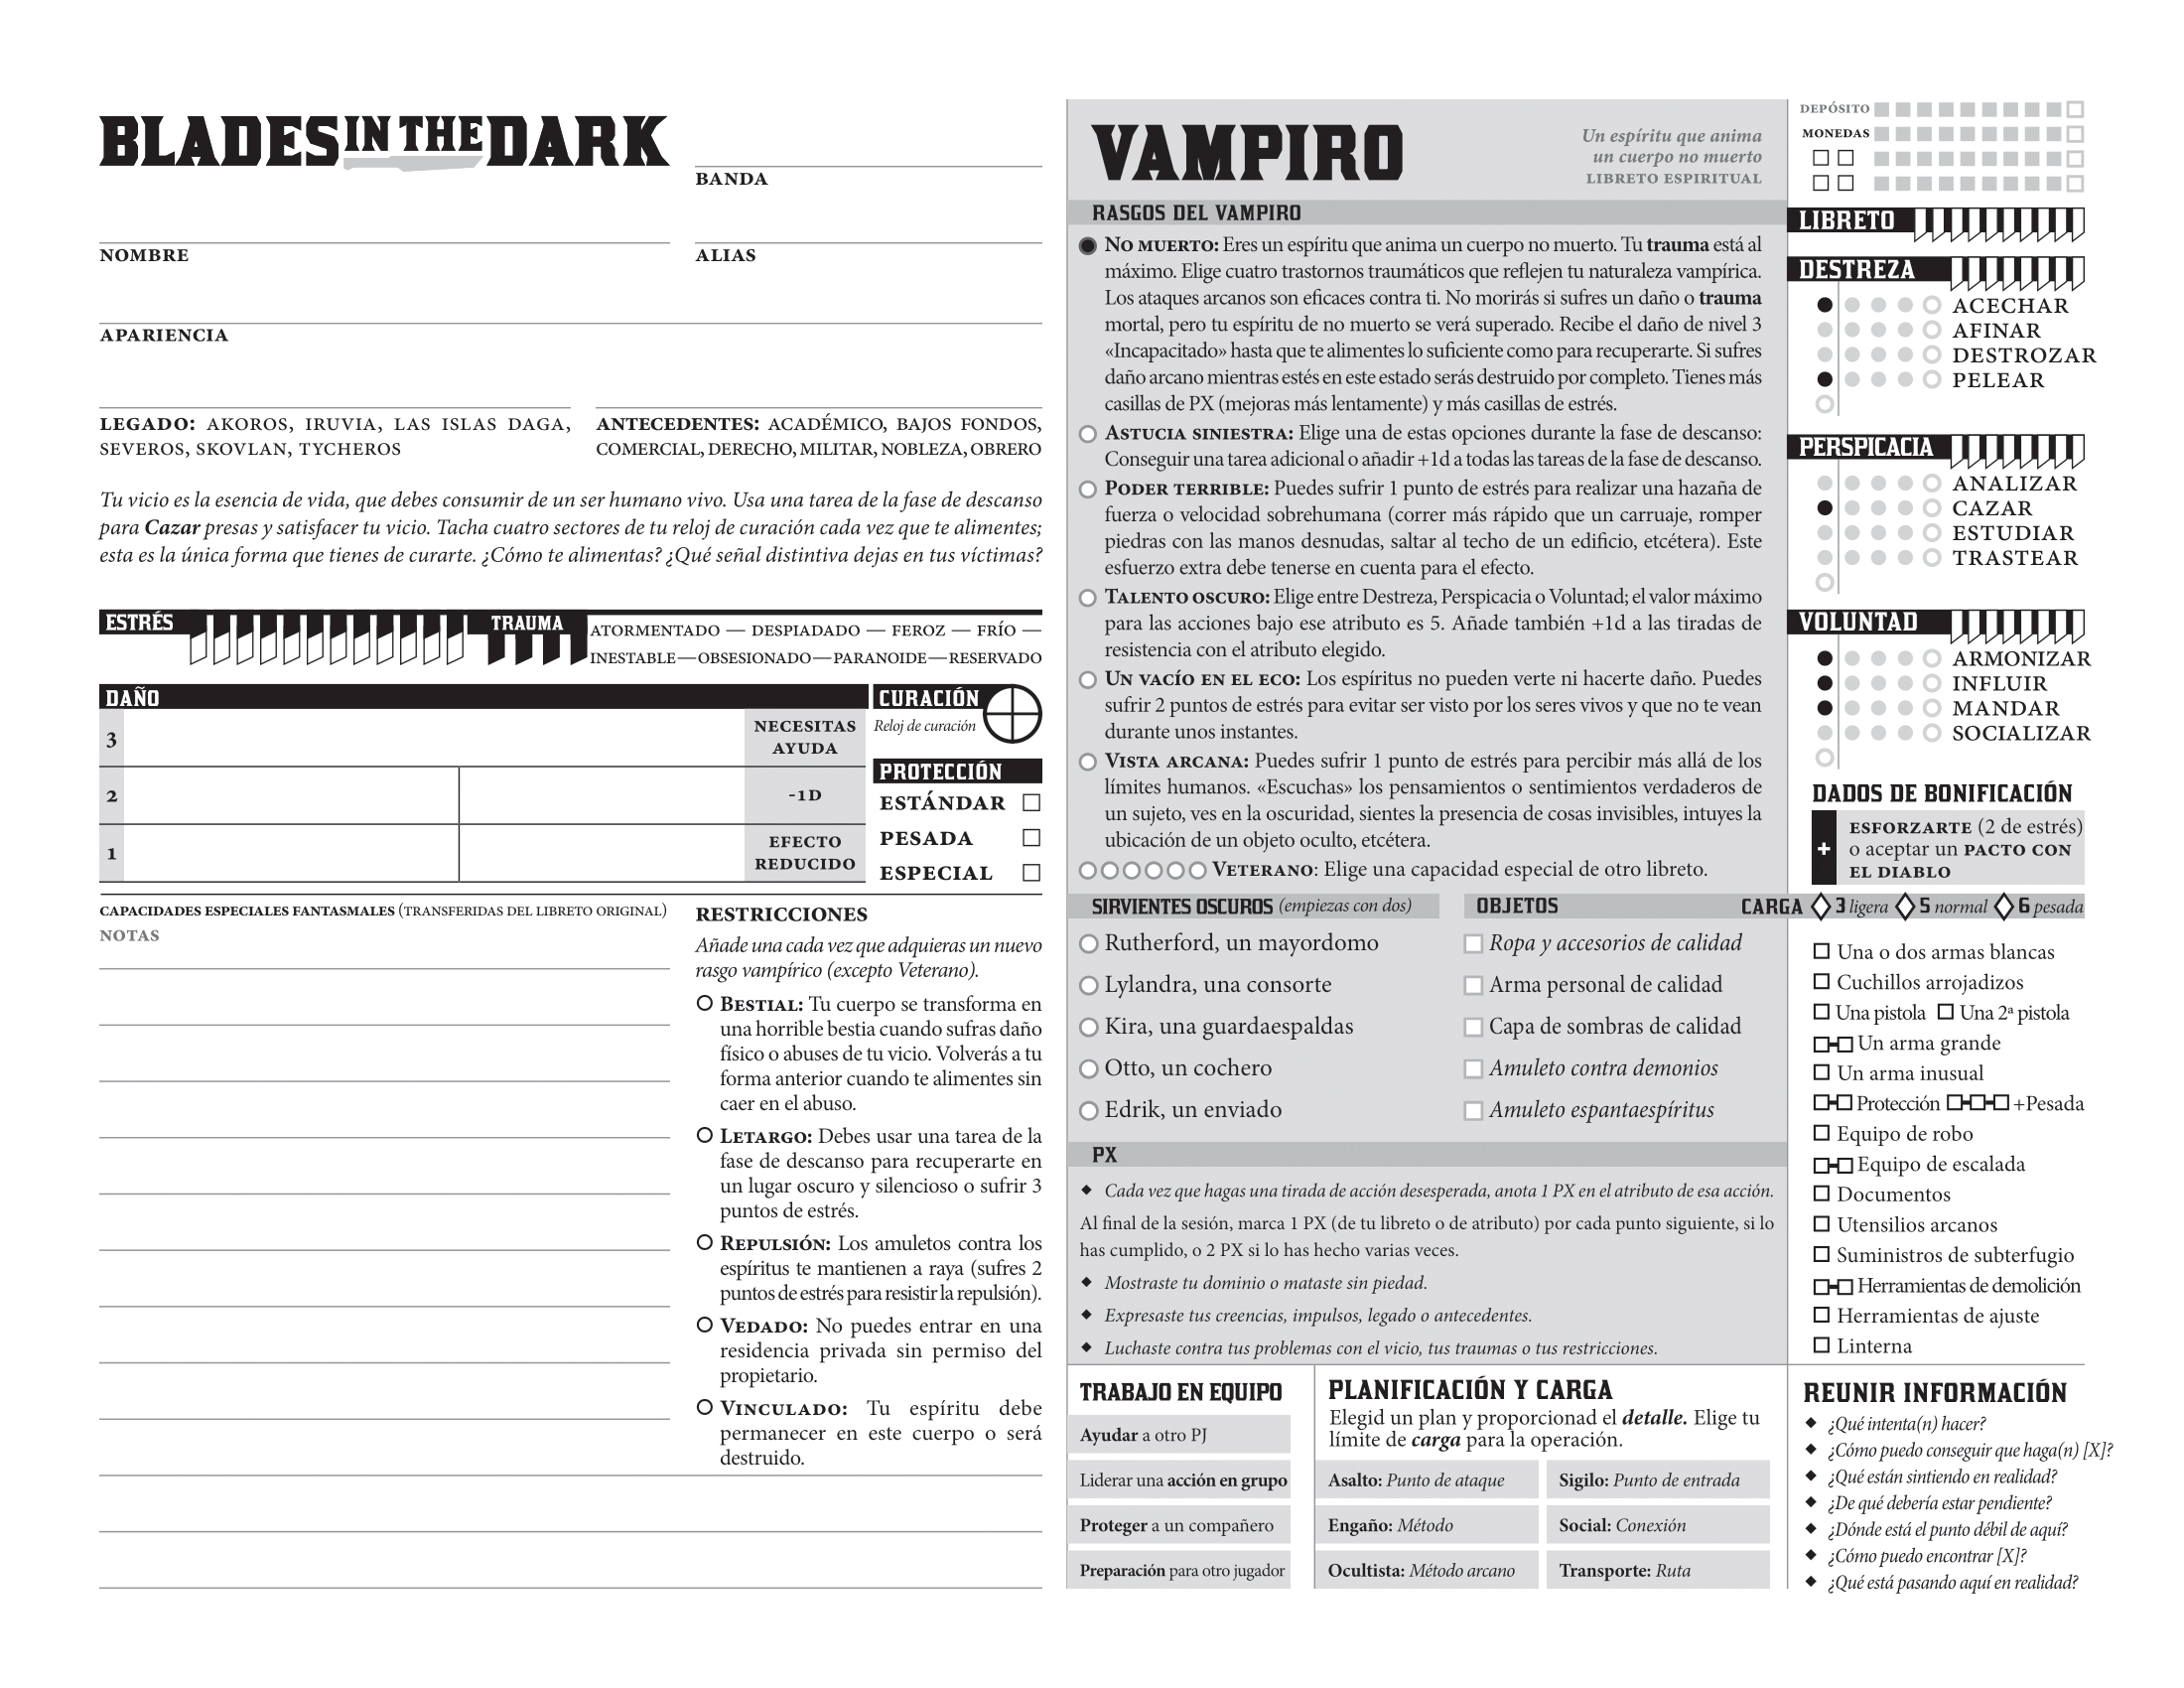 BLADES IN THE DARK
BANDA
NOMBRE
ALIAS
APARIENCIA
LEGADO: AKOROS, IRUVIA, LAS ISLAS DAGA,
SEVEROS, SKOVLAN, TYCHEROS
ANTECEDENTES: ACADÉMICO, BAJOS FONDOS,
COMERCIAL, DERECHO, MILITAR, NOBLEZA, OBRERO
Tu vicio es la esencia de vida, que debes consumir de un ser humano vivo. Usa una tarea de la fase de descanso
para Cazar presas y satisfacer tu vicio. Tacha cuatro sectores de tu reloj de curación cada vez que te alimentes;
esta es la única forma que tienes de curarte. ¿Cómo te alimentas? ¿Qué señal distintiva dejas en tus víctimas?
ESTRÉS
TRAUMA
ATORMENTADO — DESPIADADO — FEROZ — FRÍO —
INESTABLE—OBSESIONADO—PARANOIDE—RESERVADO
DAÑO
3
NECESITAS
AYUDA
2
-1D
1
EFECTO
REDUCIDO
CURACIÓN
Reloj de curación
PROTECCIÓN
ESTÁNDAR
PESADA
ESPECIAL
CAPACIDADES ESPECIALES FANTASMALES (TRANSFERIDAS DEL LIBRETO ORIGINAL)
NOTAS
RESTRICCIONES
Añade una cada vez que adquieras un nuevo
rasgo vampírico (excepto Veterano).
BESTIAL: Tu cuerpo se transforma en
una horrible bestia cuando sufras daño
físico o abuses de tu vicio. Volverás a tu
forma anterior cuando te alimentes sin
caer en el abuso.
LETARGO: Debes usar una tarea de la
fase de descanso para recuperarte en
un lugar oscuro y silencioso o sufrir 3
puntos de estrés.
REPULSIÓN: Los amuletos contra los
espíritus te mantienen a raya (sufres 2
puntos de estrés para resistir la repulsión).
VEDADO: No puedes entrar en una
residencia privada sin permiso del
propietario.
VINCULADO: Tu espíritu debe
permanecer en este cuerpo o será
destruido.
VAMPIRO
Un espíritu que anima
un cuerpo no muerto
LIBRETO ESPIRITUAL
RASGOS DEL VAMPIRO
NO MUERTO: Eres un espíritu que anima un cuerpo no muerto. Tu trauma está al
máximo. Elige cuatro trastornos traumáticos que reflejen tu naturaleza vampírica.
Los ataques arcanos son eficaces contra ti. No morirás si sufres un daño o trauma
mortal, pero tu espíritu de no muerto se verá superado. Recibe el daño de nivel 3
«Incapacitado» hasta que te alimentes lo suficiente como para recuperarte. Si sufres
daño arcano mientras estés en este estado serás destruido por completo. Tienes más
casillas de PX (mejoras más lentamente) y más casillas de estrés.
ASTUCIA SINIESTRA: Elige una de estas opciones durante la fase de descanso:
Conseguir una tarea adicional o añadir +1d a todas las tareas de la fase de descanso.
PODER TERRIBLE: Puedes sufrir 1 punto de estrés para realizar una hazaña de
fuerza o velocidad sobrehumana (correr más rápido que un carruaje, romper
piedras con las manos desnudas, saltar al techo de un edificio, etcétera). Este
esfuerzo extra debe tenerse en cuenta para el efecto.
TALENTO OSCURO: Elige entre Destreza, Perspicacia o Voluntad; el valor máximo
para las acciones bajo ese atributo es 5. Añade también +1d a las tiradas de
resistencia con el atributo elegido.
UN VACÍO EN EL ECO: Los espíritus no pueden verte ni hacerte daño. Puedes
sufrir 2 puntos de estrés para evitar ser visto por los seres vivos y que no te vean
durante unos instantes.
VISTA ARCANA: Puedes sufrir 1 punto de estrés para percibir más allá de los
límites humanos. «Escuchas» los pensamientos o sentimientos verdaderos de
un sujeto, ves en la oscuridad, sientes la presencia de cosas invisibles, intuyes la
ubicación de un objeto oculto, etcétera.
VETERANO: Elige una capacidad especial de otro libreto.
SIRVIENTES OSCUROS (empiezas con dos)
Rutherford, un mayordomo
Lylandra, una consorte
Kira, una guardaespaldas
Otto, un cochero
Edrik, un enviado
OBJETOS
Ropa y accesorios de calidad
Arma personal de calidad
Capa de sombras de calidad
Amuleto contra demonios
Amuleto espantaespíritus
PX
Cada vez que hagas una tirada de acción desesperada, anota 1 PX en el atributo de esa acción.
Al final de la sesión, marca 1 PX (de tu libreto o de atributo) por cada punto siguiente, si lo
has cumplido, o 2 PX si lo has hecho varias veces.
Mostraste tu dominio o mataste sin piedad.
Expresaste tus creencias, impulsos, legado o antecedentes.
Luchaste contra tus problemas con el vicio, tus traumas o tus restricciones.
TRABAJO EN EQUIPO
Ayudar a otro PJ
Liderar una acción en grupo
Proteger a un compañero
Preparación para otro jugador
PLANIFICACIÓN Y CARGA
Elegid un plan y proporcionad el detalle. Elige tu
límite de carga para la operación.
Asalto: Punto de ataque
Sigilo: Punto de entrada
Engaño: Método
Social: Conexión
Ocultista: Método arcano
Transporte: Ruta
DEPÓSITO
MONEDAS
LIBRETO
DESTREZA
ACECHAR
AFINAR
DESTROZAR
PELEAR
PERSPICACIA
ANALIZAR
CAZAR
ESTUDIAR
TRASTEAR
VOLUNTAD
ARMONIZAR
INFLUIR
MANDAR
SOCIALIZAR
DADOS DE BONIFICACIÓN
+
ESFORZARTE (2 de estrés)
o aceptar un PACTO CON
EL DIABLO
CARGA 3 ligera 5 normal 6 pesada
Una o dos armas blancas
Cuchillos arrojadizos
Una pistola Una 2ª pistola
Un arma grande
Un arma inusual
Protección +Pesada
Equipo de robo
Equipo de escalada
Documentos
Utensilios arcanos
Suministros de subterfugio
Herramientas de demolición
Herramientas de ajuste
Linterna
REUNIR INFORMACIÓN
¿Qué intenta(n) hacer?
¿Cómo puedo conseguir que haga(n) [X]?
¿Qué están sintiendo en realidad?
¿De qué debería estar pendiente?
¿Dónde está el punto débil de aquí?
¿Cómo puedo encontrar [X]?
¿Qué está pasando aquí en realidad?